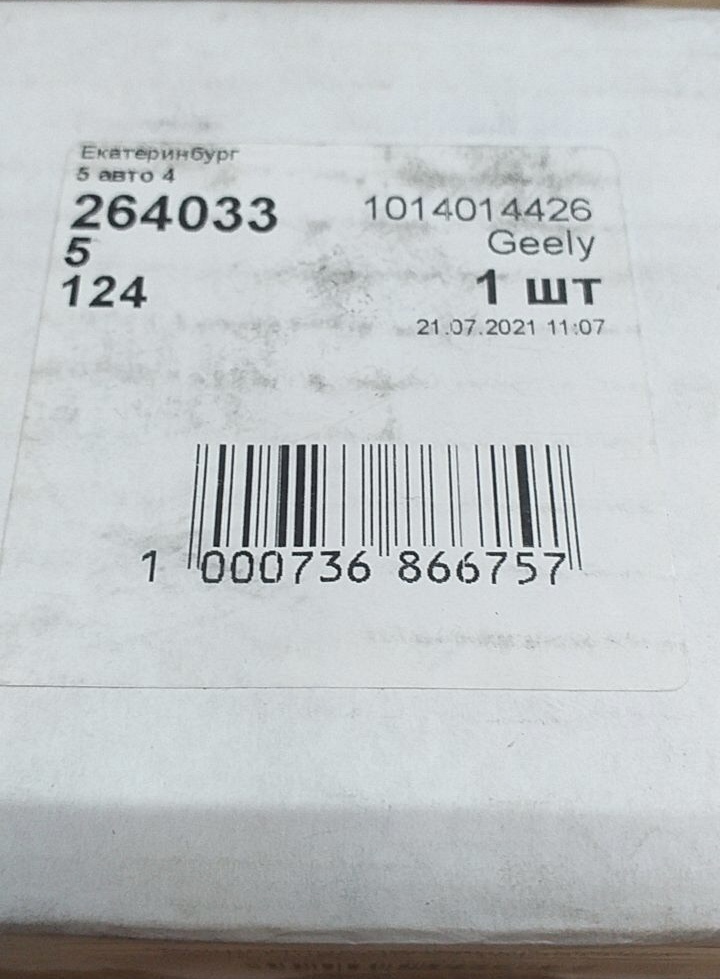 Екатеринбург
5 авто 4
264033 1014014426
5 Geely
124 1 шт
21.07.2021 11:07
1 000736 866757